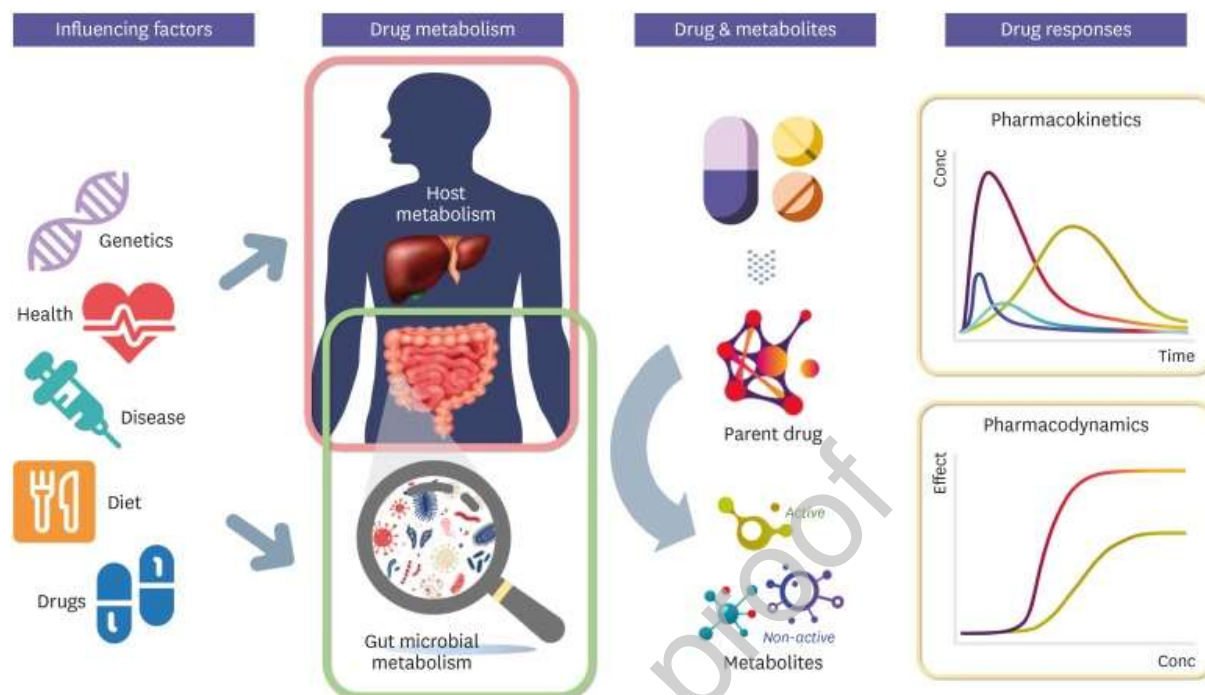 Influencing factors
Drug metabolism
Drug & metabolites
Drug responses
Genetics
Health
Disease
Diet
Drugs
Host
metabolism
Gut microbial
metabolism
Parent drug
Active
Non-active
Metabolites
Pharmacokinetics
Conc
Time
Pharmacodynamics
Effect
Conc
proof